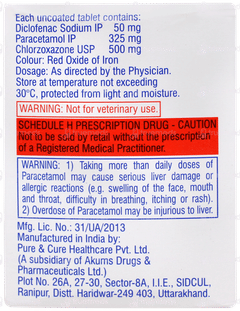 Each uncoated tablet contains:
Diclofenac Sodium IP 50 mg
Paracetamol IP 325 mg
Chlorzoxazone USP 500 mg
Colour: Red Oxide of Iron
Dosage: As directed by the Physician.
Store at temperature not exceeding
30°C, protected from light and moisture.
WARNING: Not for veterinary use.
SCHEDULE H PRESCRIPTION DRUG - CAUTION
Not to be sold by retail without the prescription
of a Registered Medical Practitioner.
WARNING: 1) Taking more than daily doses of
Paracetamol may cause serious liver damage or
allergic reactions (e.g. swelling of the face, mouth
and throat, difficulty in breathing, itching or rash).
2) Overdose of Paracetamol may be injurious to liver.
Mfg. Lic. No.: 31/UA/2013
Manufactured in India by:
Pure & Cure Healthcare Pvt. Ltd.
(A subsidiary of Akums Drugs &
Pharmaceuticals Ltd.)
Plot No. 26A, 27-30, Sector-8A, I.I.E., SIDCUL,
Ranipur, Distt. Haridwar-249 403, Uttarakhand.